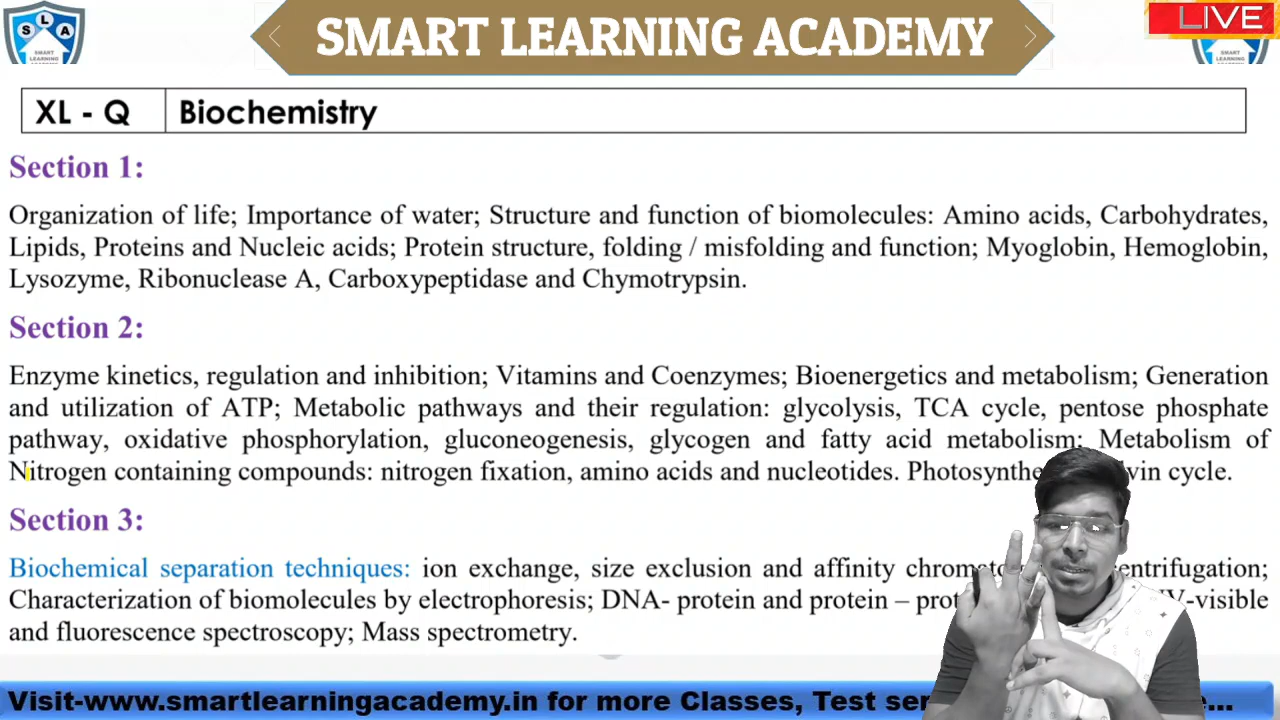 S L A
SMART
LEARNING
SMART LEARNING ACADEMY
LIVE
SMART
LEARNING
XL - Q Biochemistry
Section 1:
Organization of life; Importance of water; Structure and function of biomolecules: Amino acids, Carbohydrates,
Lipids, Proteins and Nucleic acids; Protein structure, folding / misfolding and function; Myoglobin, Hemoglobin,
Lysozyme, Ribonuclease A, Carboxypeptidase and Chymotrypsin.
Section 2:
Enzyme kinetics, regulation and inhibition; Vitamins and Coenzymes; Bioenergetics and metabolism; Generation
and utilization of ATP; Metabolic pathways and their regulation: glycolysis, TCA cycle, pentose phosphate
pathway, oxidative phosphorylation, gluconeogenesis, glycogen and fatty acid metabolism; Metabolism of
Nitrogen containing compounds: nitrogen fixation, amino acids and nucleotides. cycle.
Section 3:
Biochemical separation techniques: ion exchange, size exclusion and affinity
Characterization of biomolecules by electrophoresis; DNA- protein and protein – UV-visible
and fluorescence spectroscopy; Mass spectrometry.
Visit-www.smartlearningacademy.in for more Classes, Test